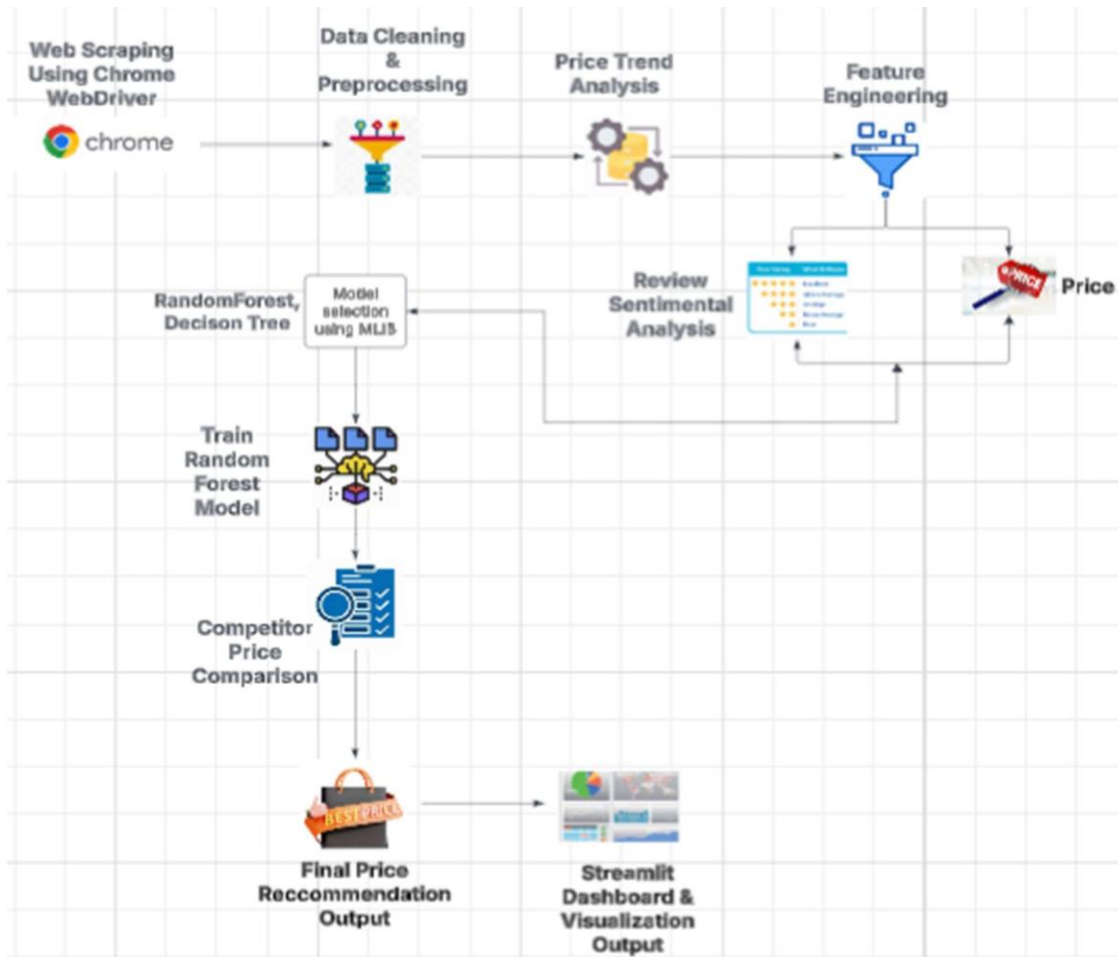 Web Scraping
Using Chrome
WebDriver
chrome
Data Cleaning
&
Preprocessing
Price Trend
Analysis
Feature
Engineering
Review
Sentimental
Analysis
PRICE
Price
RandomForest,
Decison Tree
Model
selection
using
Train
Random
Forest
Model
Competitor
Price
Comparison
BEST PRICE
Final Price
Reccommendation
Output
Streamlit
Dashboard &
Visualization
Output